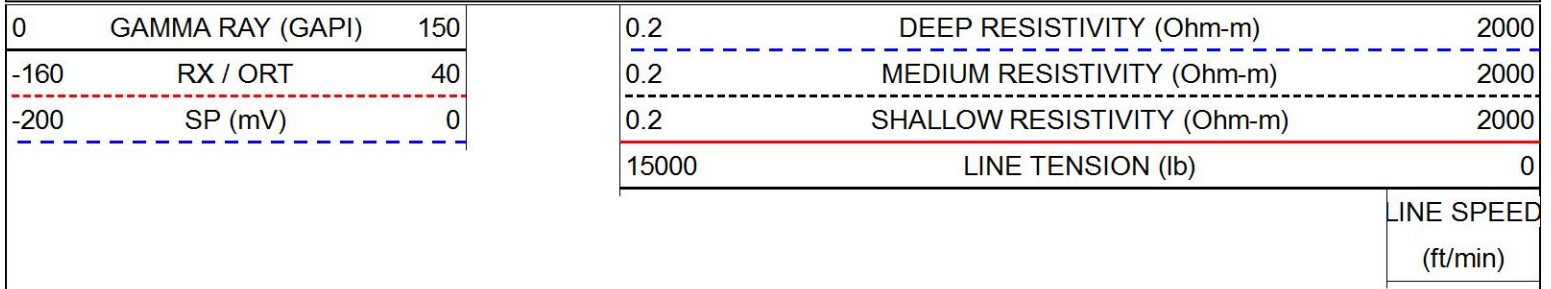 0 GAMMA RAY (GAPI) 150
-160 RX / ORT 40
-200 SP (mV) 0
0.2 DEEP RESISTIVITY (Ohm-m) 2000
0.2 MEDIUM RESISTIVITY (Ohm-m) 2000
0.2 SHALLOW RESISTIVITY (Ohm-m) 2000
15000 LINE TENSION (lb) 0
LINE SPEED
(ft/min)